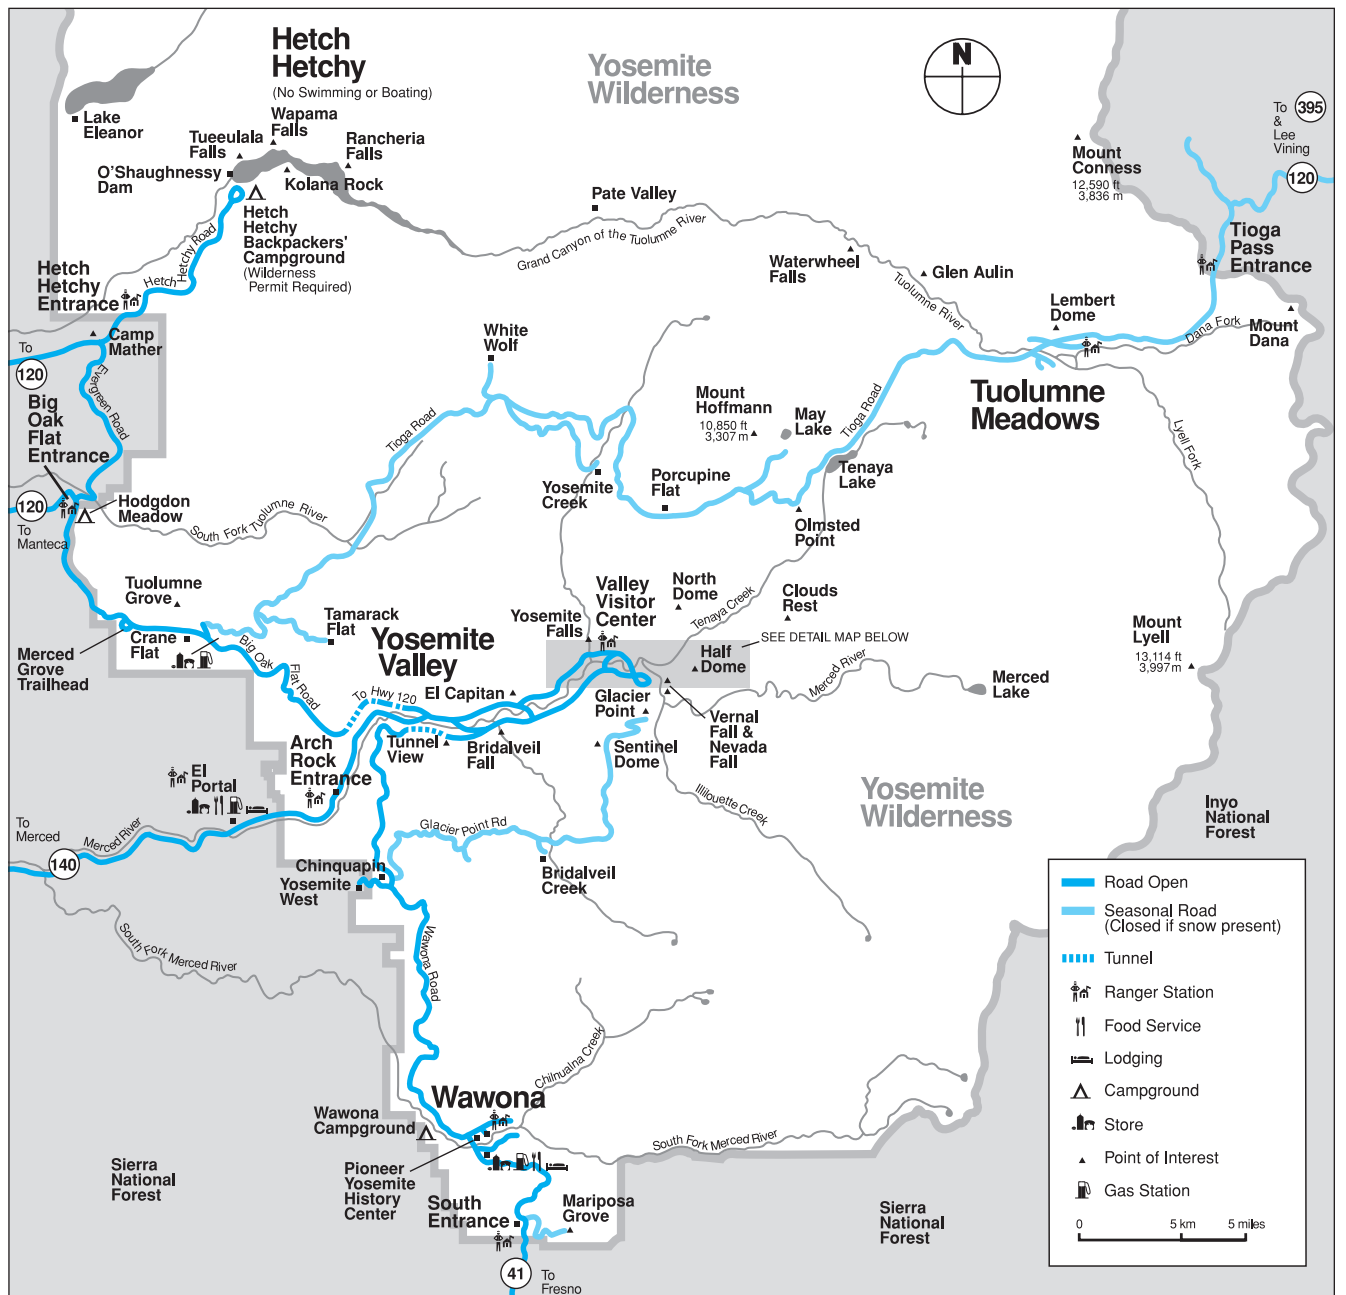 Hetch
Hetchy
(No Swimming or Boating)
Yosemite
Wilderness
N
To
395
&
Lee
Vining
120
Lake
Eleanor
Tueeulala
Falls
Wapama
Falls
Rancheria
Falls
O'Shaughnessy
Dam
Kolana Rock
Mount
Conness
12,590 ft
3,836 m
Pate Valley
Hetch
Hetchy
Backpackers'
Campground
(Wilderness
Permit Required)
Grand Canyon of the Tuolumne River
Tioga
Pass
Entrance
Hetch
Hetchy
Entrance
Hetch Hetchy Road
Waterwheel
Falls
Glen Aulin
Tuolumne River
Lembert
Dome
Dana Fork
Mount
Dana
Camp
Mather
To
120
White
Wolf
Evergreen Road
Big
Oak
Flat
Entrance
Mount
Hoffmann
10,850 ft
3,307 m
May
Lake
Tioga Road
Tioga Road
Tuolumne
Meadows
Lyell Fork
Tenaya
Lake
Yosemite
Creek
Porcupine
Flat
Olmsted
Point
120
To
Manteca
Hodgdon
Meadow
South Fork Tuolumne River
Tuolumne
Grove
Crane
Flat
Merced
Grove
Trailhead
Tamarack
Flat
Big Oak Flat Road
Yosemite
Valley
Yosemite
Falls
Valley
Visitor
Center
North
Dome
Tenaya Creek
Clouds
Rest
SEE DETAIL MAP BELOW
Half
Dome
Mount
Lyell
13,114 ft
3,997 m
Merced River
Merced
Lake
To Hwy 120
El Capitan
Glacier
Point
Vernal
Fall &
Nevada
Fall
Arch
Rock
Entrance
Tunnel
View
Bridalveil
Fall
Sentinel
Dome
El
Portal
Illilouette Creek
Yosemite
Wilderness
Inyo
National
Forest
To
Merced
Merced River
140
Glacier Point Rd
Chinquapin
Yosemite
West
Bridalveil
Creek
South Fork Merced River
Wawona Road
Chilnualna Creek
Wawona
Wawona
Campground
South Fork Merced River
Pioneer
Yosemite
History
Center
South
Entrance
Mariposa
Grove
Sierra
National
Forest
Sierra
National
Forest
41
To
Fresno
Road Open
Seasonal Road
(Closed if snow present)
Tunnel
Ranger Station
Food Service
Lodging
Campground
Store
Point of Interest
Gas Station
0
5 km
5 miles